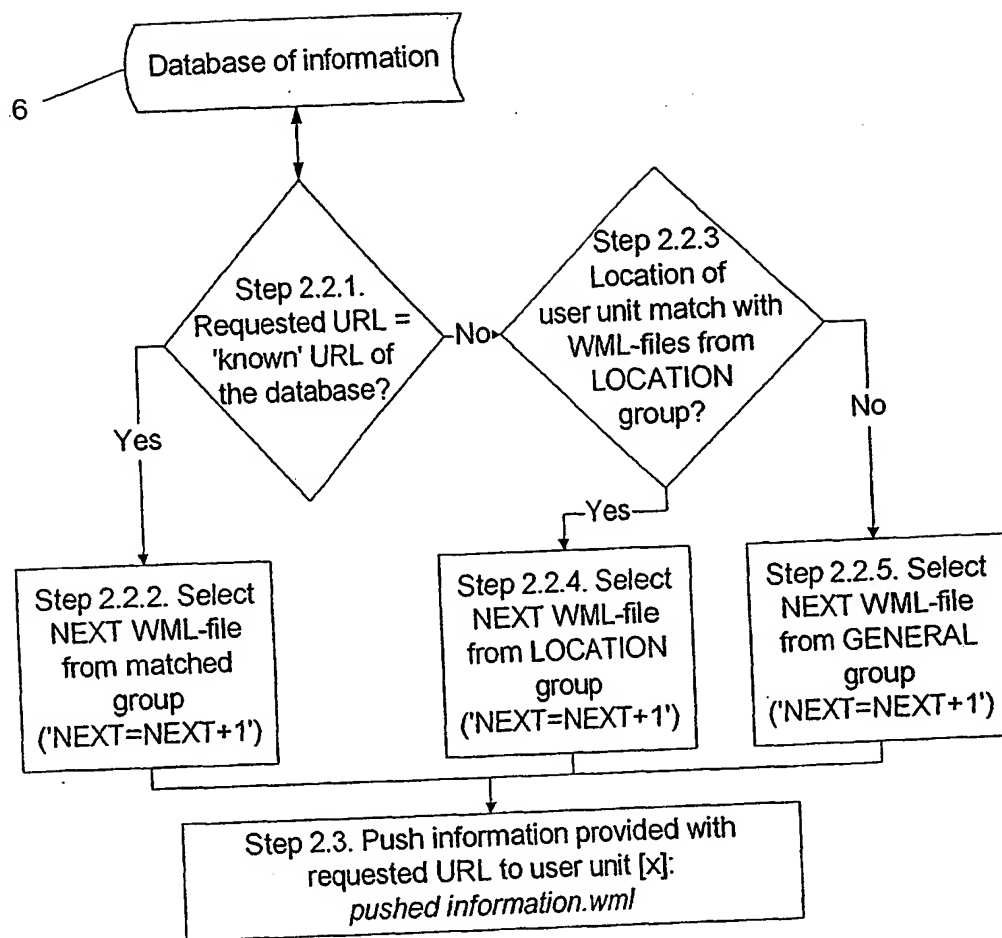 Database of information
6
Step 2.2.1.
Requested URL =
'known' URL of
the database?
No
Step 2.2.3
Location of
user unit match with
WML-files from
LOCATION
group?
Yes
No
Yes
Step 2.2.2. Select
NEXT WML-file
from matched
group
('NEXT=NEXT+1')
Step 2.2.4. Select
NEXT WML-file
from LOCATION
group
('NEXT=NEXT+1')
Step 2.2.5. Select
NEXT WML-file
from GENERAL
group
('NEXT=NEXT+1')
Step 2.3. Push information provided with
requested URL to user unit [x]:
pushed information.wml